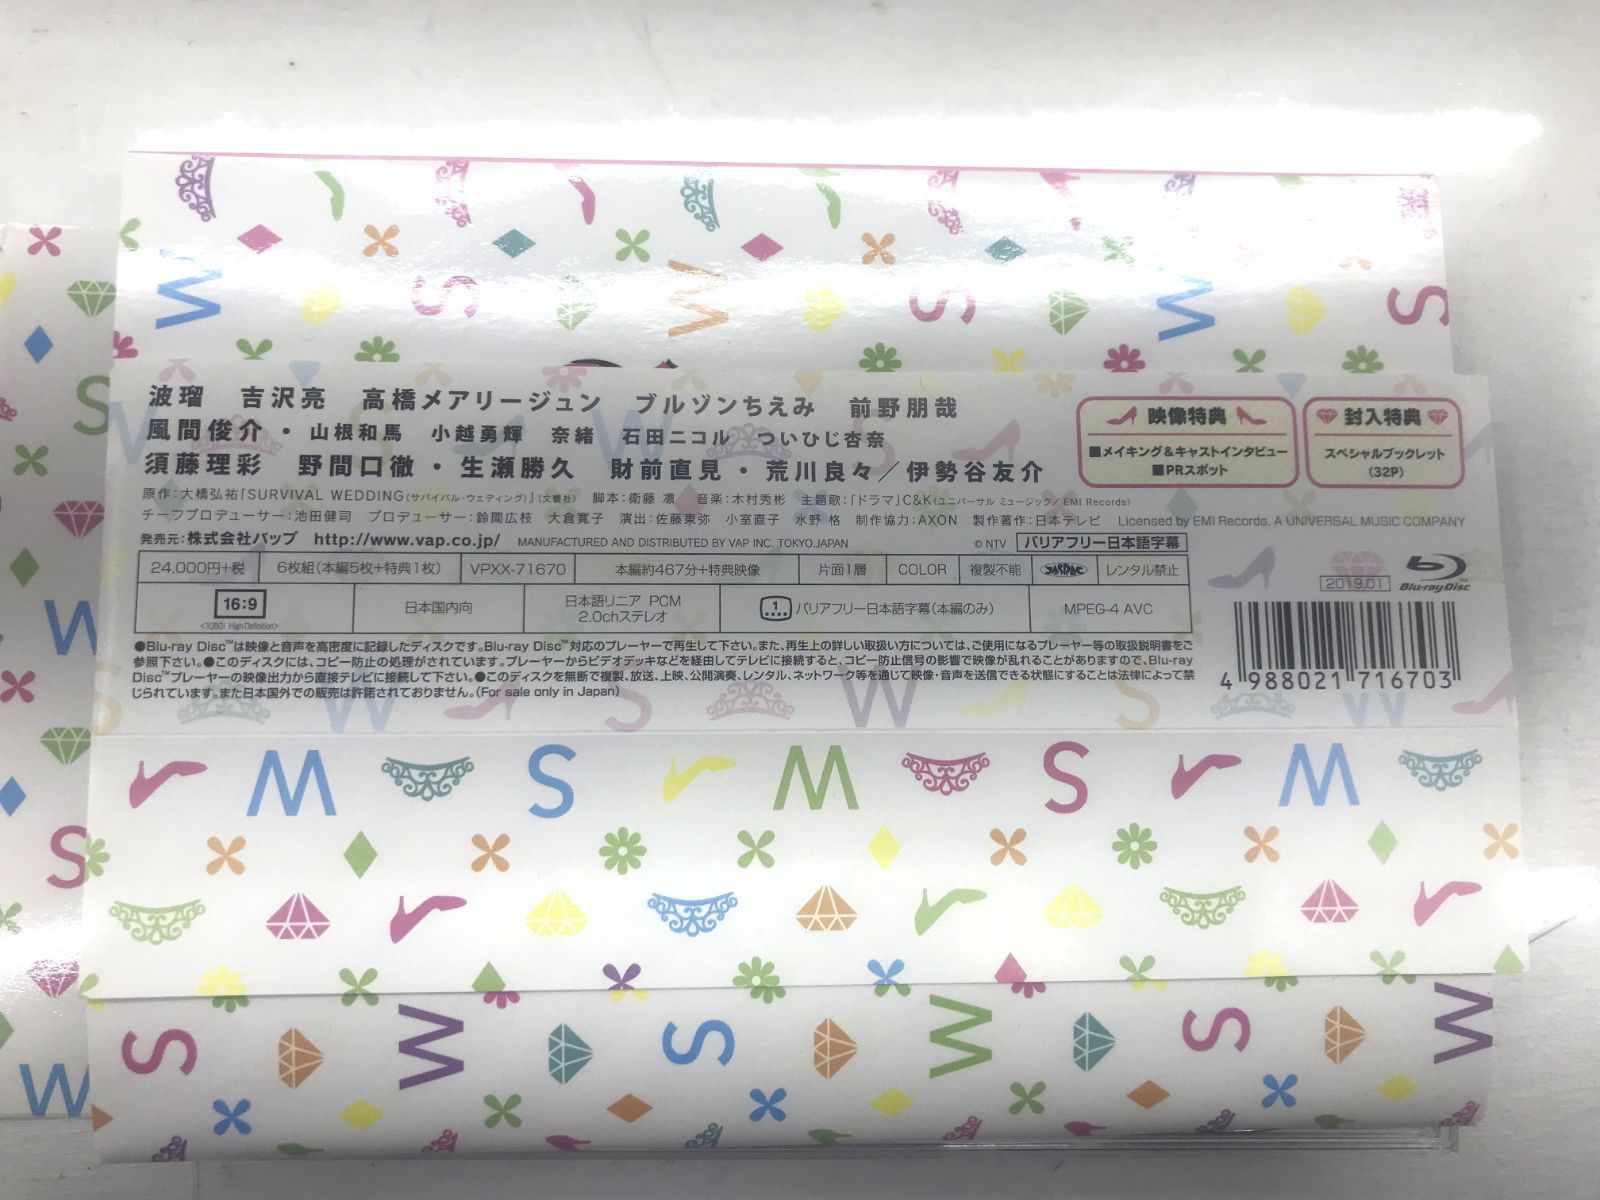 波瑠 吉沢亮 高橋メアリージュン ブルゾンちえみ 前野朋哉
風間俊介・山根和馬 小越勇輝 奈緒 石田ニコル ついひじ杏奈
須藤理彩 野間口徹・生瀬勝久 財前直見・荒川良々／伊勢谷友介
映像特典
■メイキング&キャストインタビュー
■PRスポット
封入特典
スペシャルブックレット
(32P)
原作:大橋弘祐「SURVIVAL WEDDING(サバイバル・ウェディング)」(文響社) 脚本:衛藤 凛 音楽:木村秀彬 主題歌:「ドラマ」C&K(ユニバーサル ミュージック／EMI Records)
チーフプロデューサー:池田健司 プロデューサー:鈴間広枝 大倉寛子 演出:佐藤東弥 小室直子 水野 格 制作協力:AXON 製作著作:日本テレビ Licensed by EMI Records, A UNIVERSAL MUSIC COMPANY
発売元:株式会社バップ http://www.vap.co.jp/ MANUFACTURED AND DISTRIBUTED BY VAP INC. TOKYO.JAPAN © NTV バリアフリー日本語字幕
24,000円+税 6枚組(本編5枚+特典1枚) VPXX-71670 本編約467分+特典映像 片面1層 COLOR 複製不能 JASRAC レンタル禁止
16:9 <1080i High-Definition> 日本国内向 日本語リニア PCM 2.0chステレオ 1 バリアフリー日本語字幕(本編のみ) MPEG-4 AVC
2019.01 Blu-ray Disc™
●Blu-ray Disc™は映像と音声を高密度に記録したディスクです。Blu-ray Disc™対応のプレーヤーで再生して下さい。また、再生上の詳しい取扱い方については、ご使用になるプレーヤー等の取扱説明書をご
参照下さい。●このディスクには、コピー防止の処理がされています。プレーヤーからビデオデッキなどを経由してテレビに接続すると、コピー防止信号の影響で映像が乱れることがありますので、Blu-ray
Disc™プレーヤーの映像出力から直接テレビに接続して下さい。●このディスクを無断で複製、放送、上映、公開演奏、レンタル、ネットワーク等を通じて映像・音声を送信できる状態にすることは法律によって禁
じられています。また日本国外での販売は許諾されておりません。(For sale only in Japan)
4 988021 716703
W S W S W S
S
W
W S W S W
S
S W S W S W
W